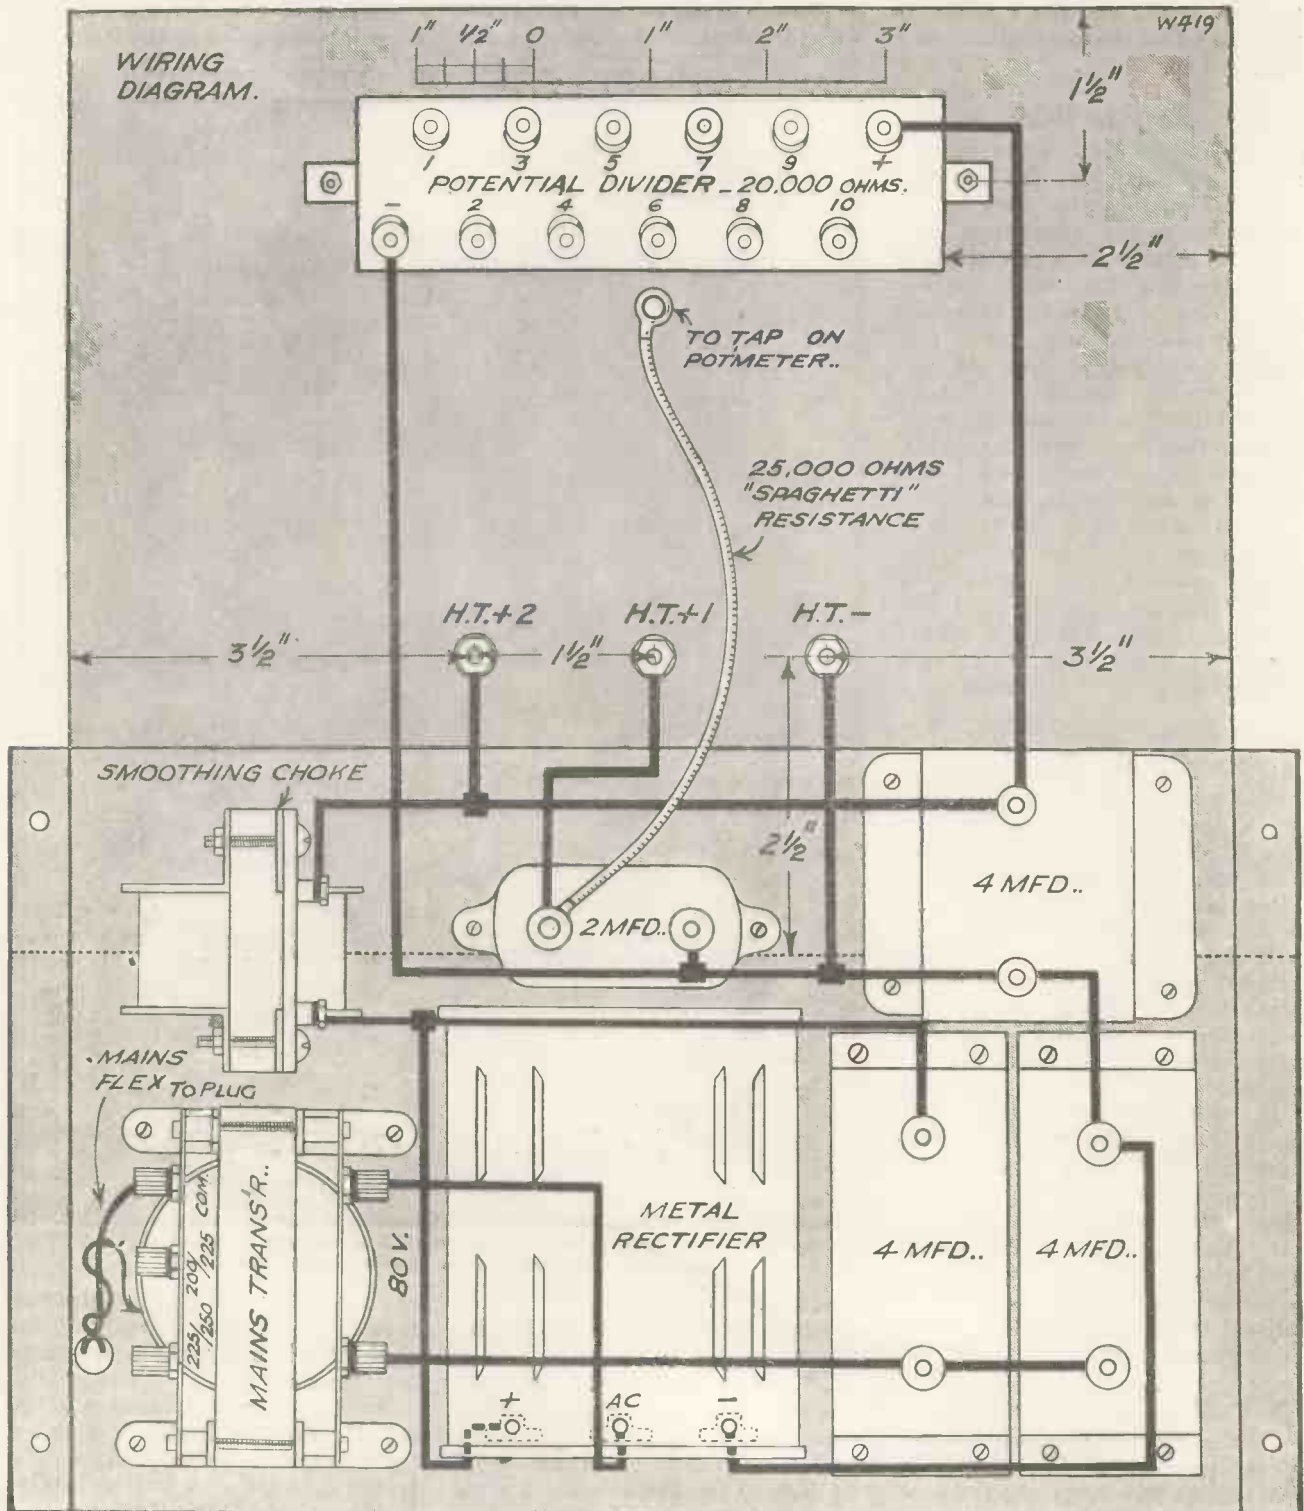 W419
WIRING
DIAGRAM.
1" 1/2" 0 1" 2" 3"
1 1/2"
1 3 5 7 9 +
POTENTIAL DIVIDER_20,000 OHMS.
- 2 4 6 8 10
2 1/2"
TO TAP ON
POTMETER..
25,000 OHMS
"SPAGHETTI"
RESISTANCE
H.T.+2 H.T.+1 H.T.-
3 1/2" 1 1/2" 3 1/2"
SMOOTHING CHOKE
2 1/2"
4 MFD..
2 MFD..
MAINS
FLEX TO PLUG
COM.
200/225
225/250
MAINS TRANS'R..
80V.
METAL
RECTIFIER
4 MFD.. 4 MFD..
+ AC -